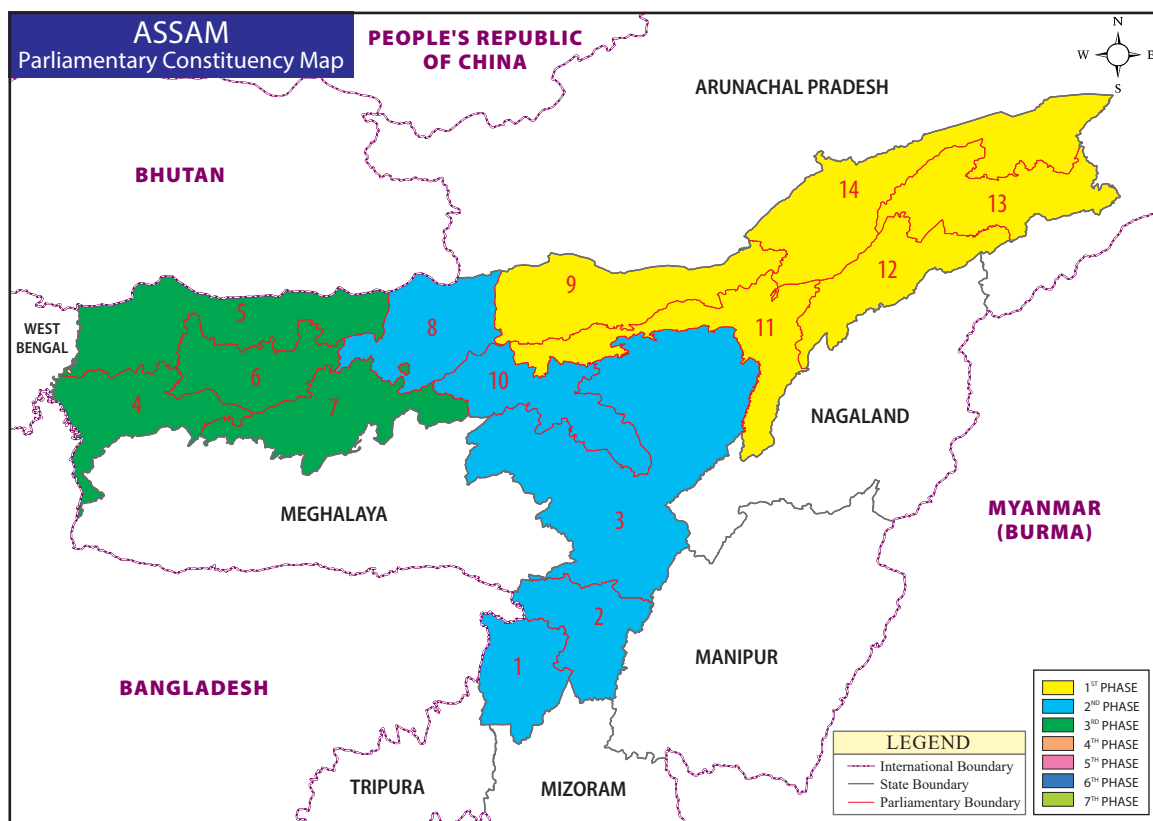 ASSAM
Parliamentary Constituency Map
PEOPLE'S REPUBLIC
OF CHINA
N
W
E
S
ARUNACHAL PRADESH
BHUTAN
14
13
12
9
5
8
11
WEST
BENGAL
6
10
4
7
NAGALAND
MEGHALAYA
3
MYANMAR
(BURMA)
2
1
MANIPUR
BANGLADESH
TRIPURA
MIZORAM
LEGEND
International Boundary
State Boundary
Parliamentary Boundary
1ST PHASE
2ND PHASE
3RD PHASE
4TH PHASE
5TH PHASE
6TH PHASE
7TH PHASE